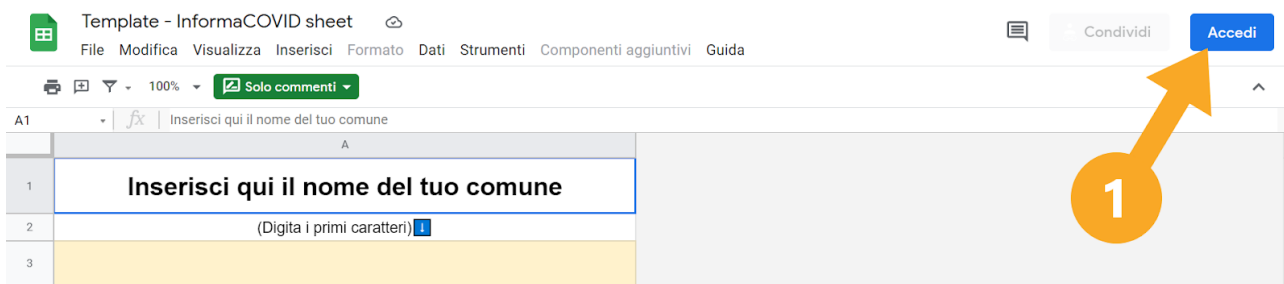 Template - InformaCOVID sheet
File Modifica Visualizza Inserisci Formato Dati Strumenti Componenti aggiuntivi Guida
Condividi
Accedi
100% Solo commenti
A1 fx Inserisci qui il nome del tuo comune
A
1 Inserisci qui il nome del tuo comune
2 (Digita i primi caratteri)⬇
3
1